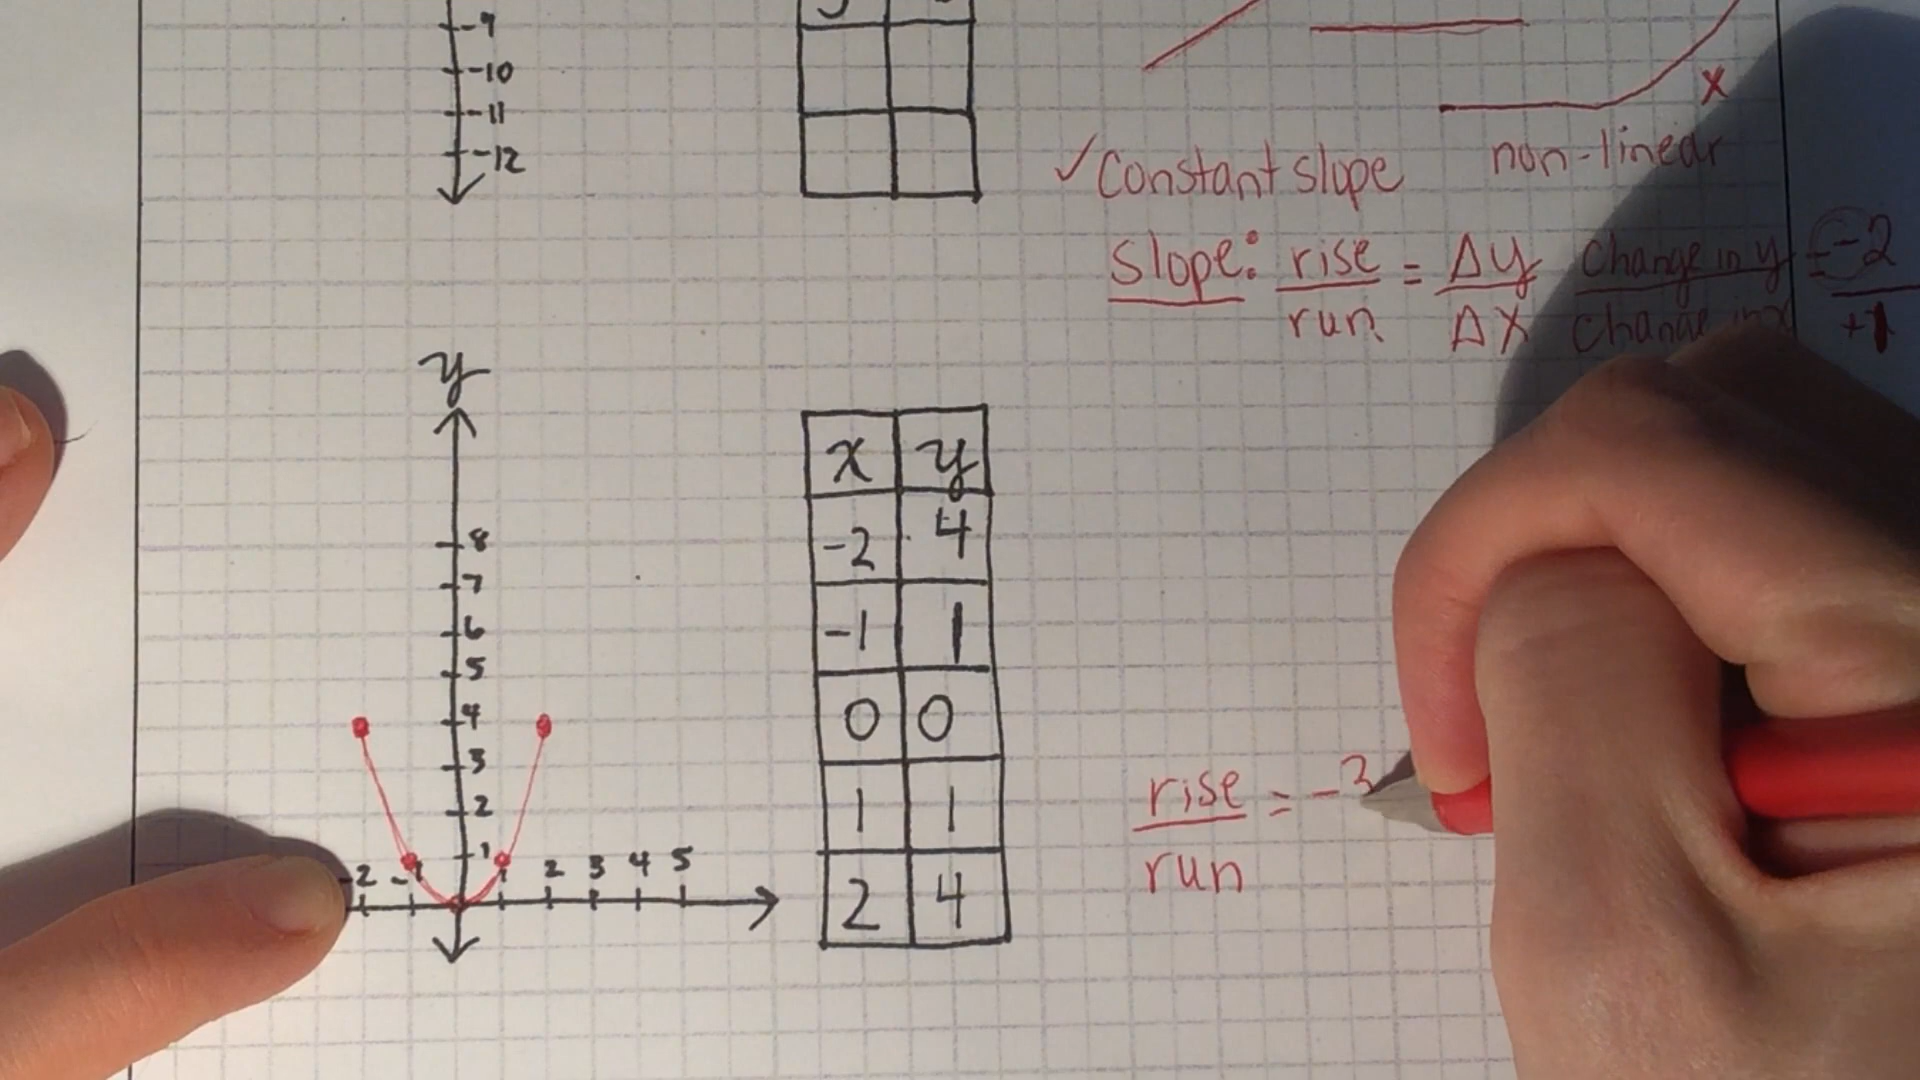 -9
-10
-11
-12
x
✓ Constant slope
non-linear
slope: rise/run = Δy/Δx change in y/change in x = -2/+1
y
8
7
6
5
4
3
2
1
-2 -1 1 2 3 4 5
x y
-2 4
-1 1
0 0
1 1
2 4
rise/run = -3